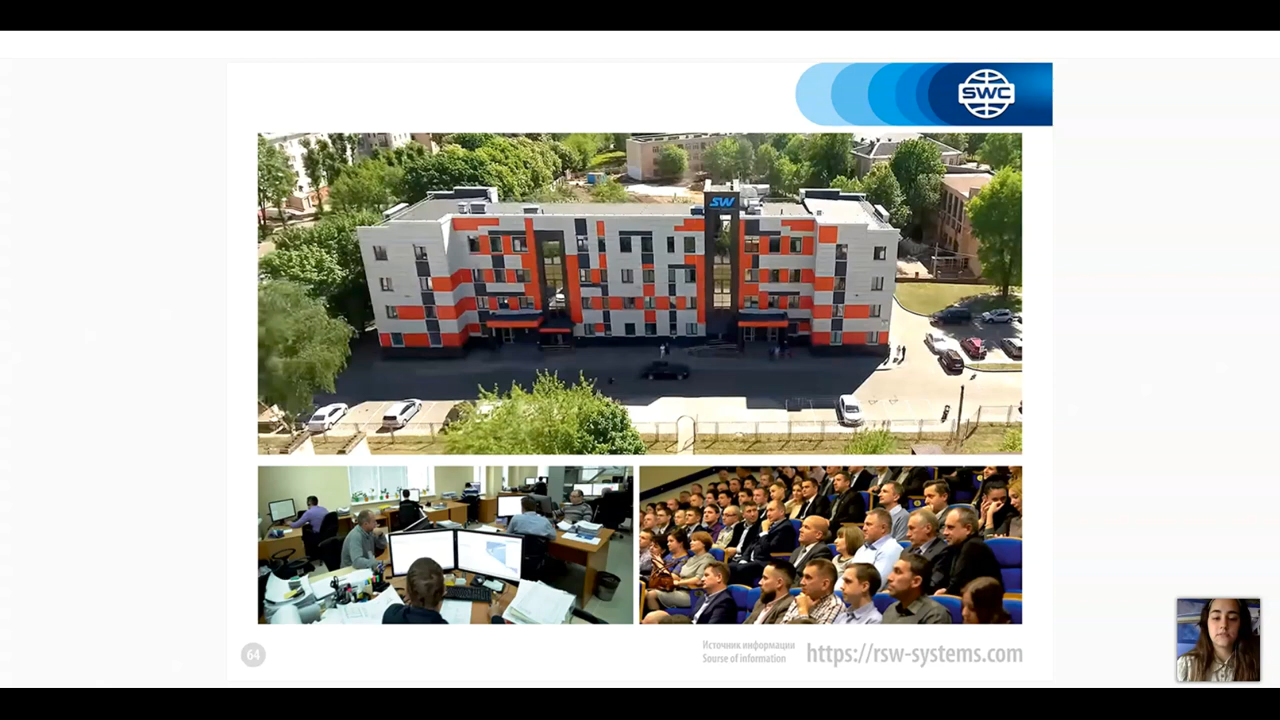 SWC
SW
64
Источник информации
Sourse of information
https://rsw-systems.com